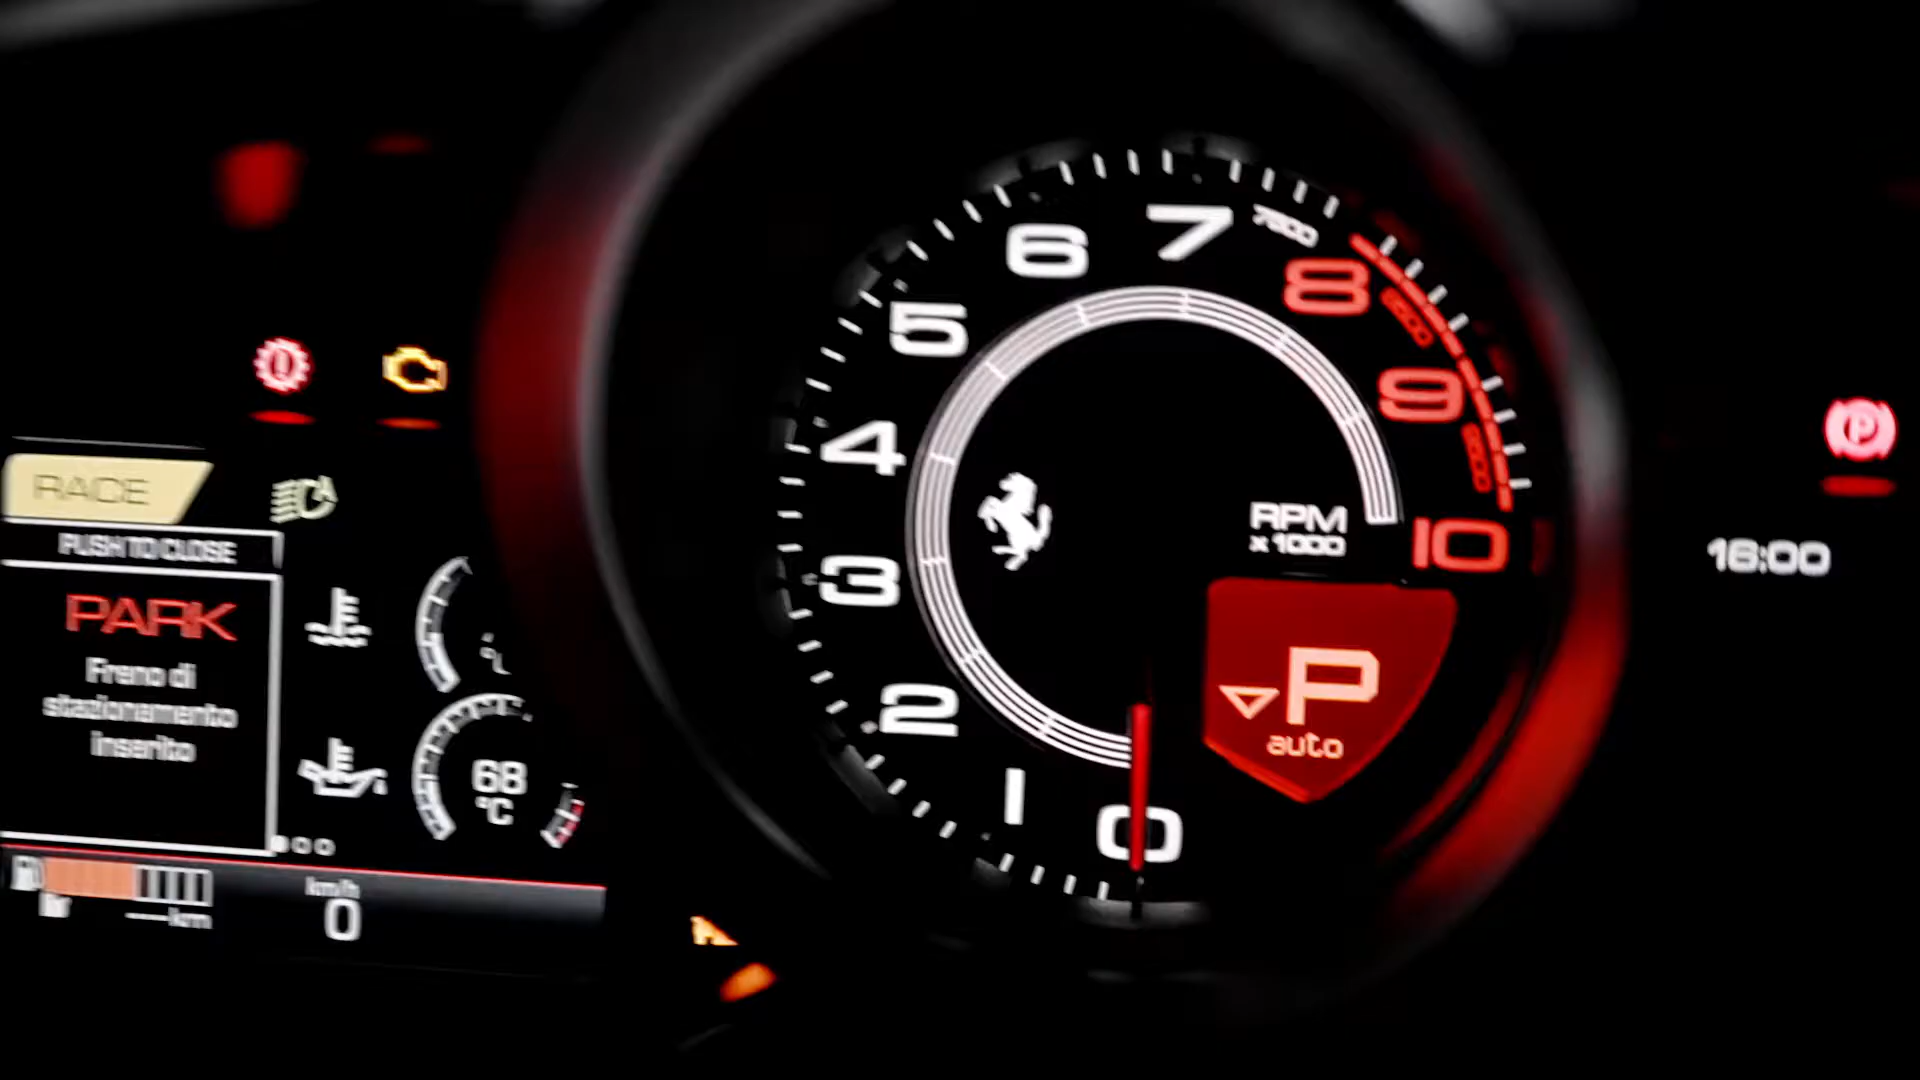 RACE
PUSH TO CLOSE
PARK
Freno di
stazionamento
inserito
68
°C
km/h
0
----km
0
1
2
3
4
5
6
7
8
9
10
RPM
x 1000
P
auto
P
16:00